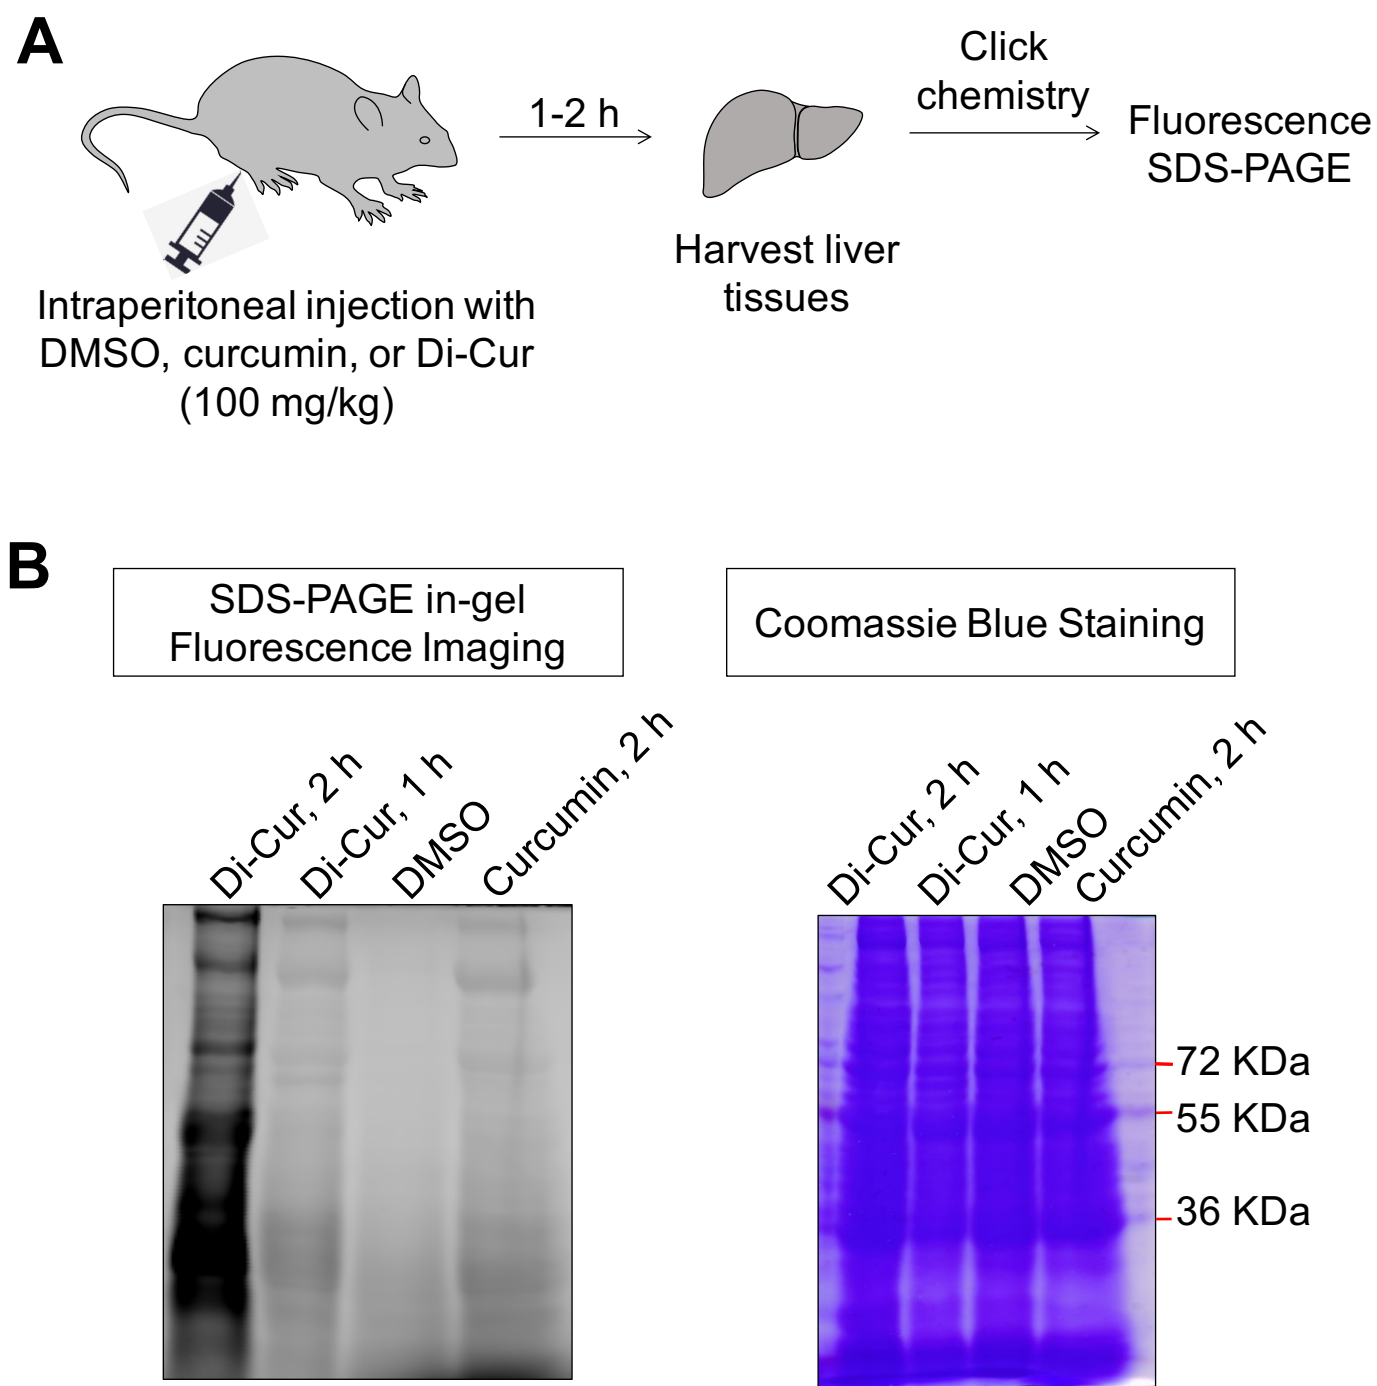 A
Intraperitoneal injection with
DMSO, curcumin, or Di-Cur
(100 mg/kg)
1-2 h
Harvest liver
tissues
Click
chemistry
Fluorescence
SDS-PAGE
B
SDS-PAGE in-gel
Fluorescence Imaging
Di-Cur, 2 h
Di-Cur, 1 h
DMSO
Curcumin, 2 h
Coomassie Blue Staining
Di-Cur, 2 h
Di-Cur, 1 h
DMSO
Curcumin, 2 h
72 KDa
55 KDa
36 KDa